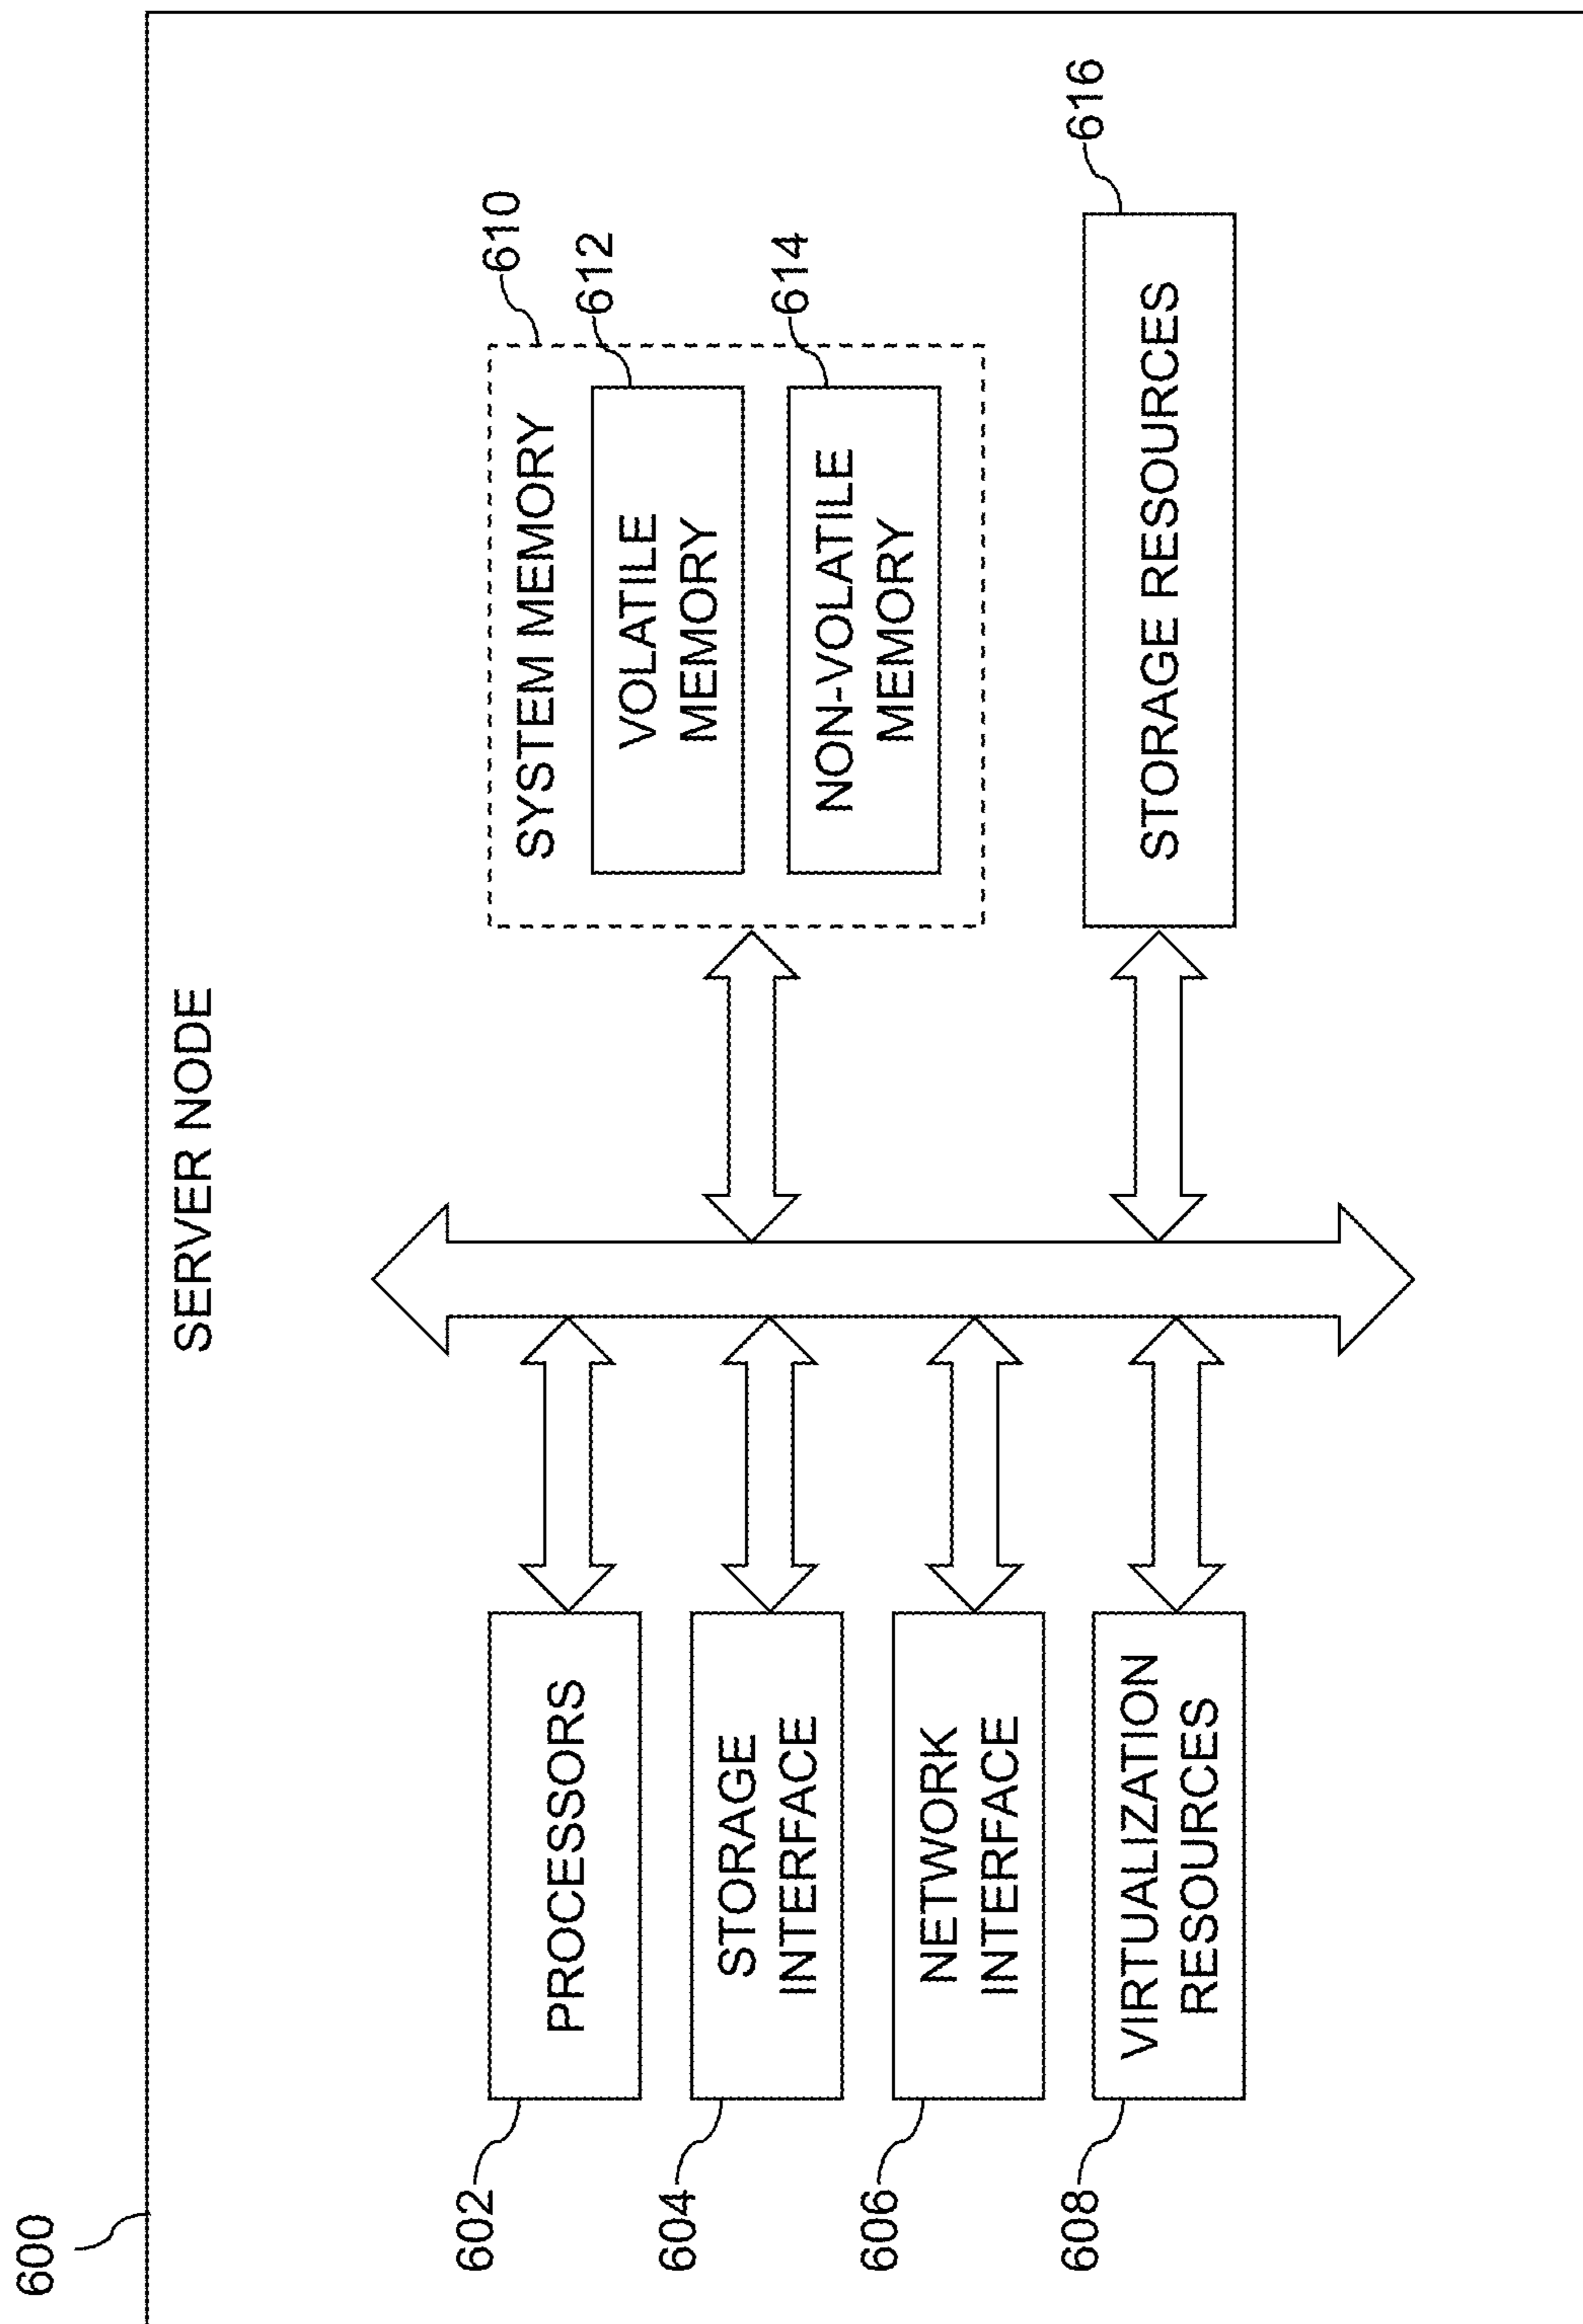 600
SERVER NODE
602
PROCESSORS
604
STORAGE
INTERFACE
606
NETWORK
INTERFACE
608
VIRTUALIZATION
RESOURCES
610
SYSTEM MEMORY
612
VOLATILE
MEMORY
614
NON-VOLATILE
MEMORY
616
STORAGE RESOURCES